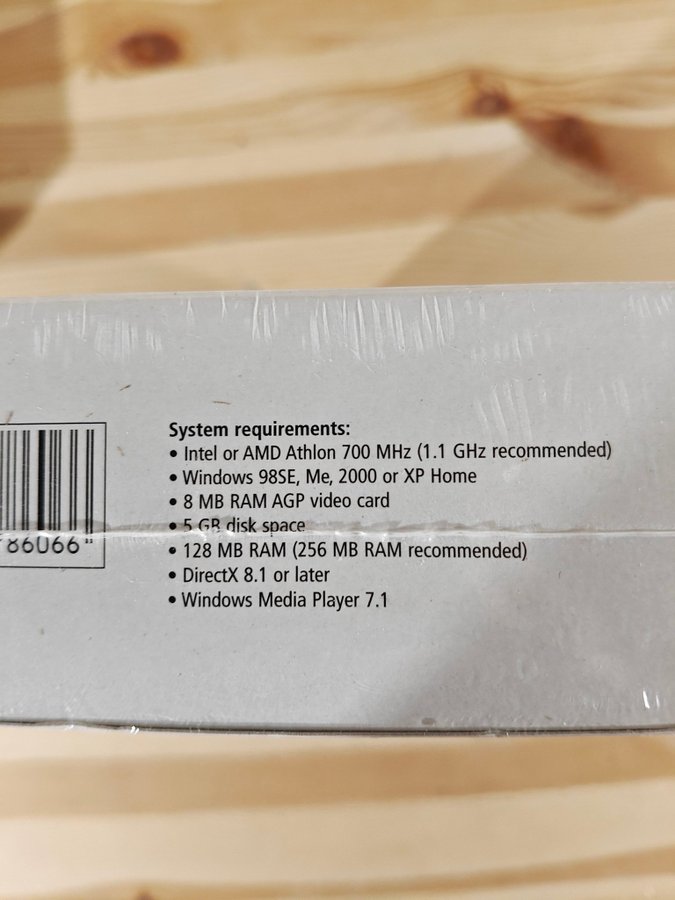 System requirements:
• Intel or AMD Athlon 700 MHz (1.1 GHz recommended)
• Windows 98SE, Me, 2000 or XP Home
• 8 MB RAM AGP video card
• 5 GB disk space
• 128 MB RAM (256 MB RAM recommended)
86066
• DirectX 8.1 or later
• Windows Media Player 7.1